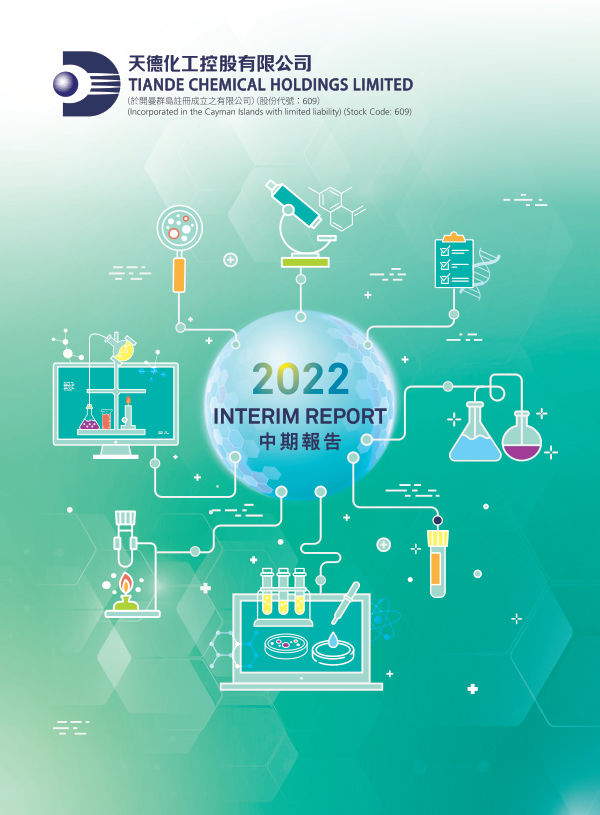 天德化工控股有限公司
TIANDE CHEMICAL HOLDINGS LIMITED
(於開曼群島註冊成立之有限公司) (股份代號：609)
(Incorporated in the Cayman Islands with limited liability) (Stock Code: 609)
2022
INTERIM REPORT
中期報告